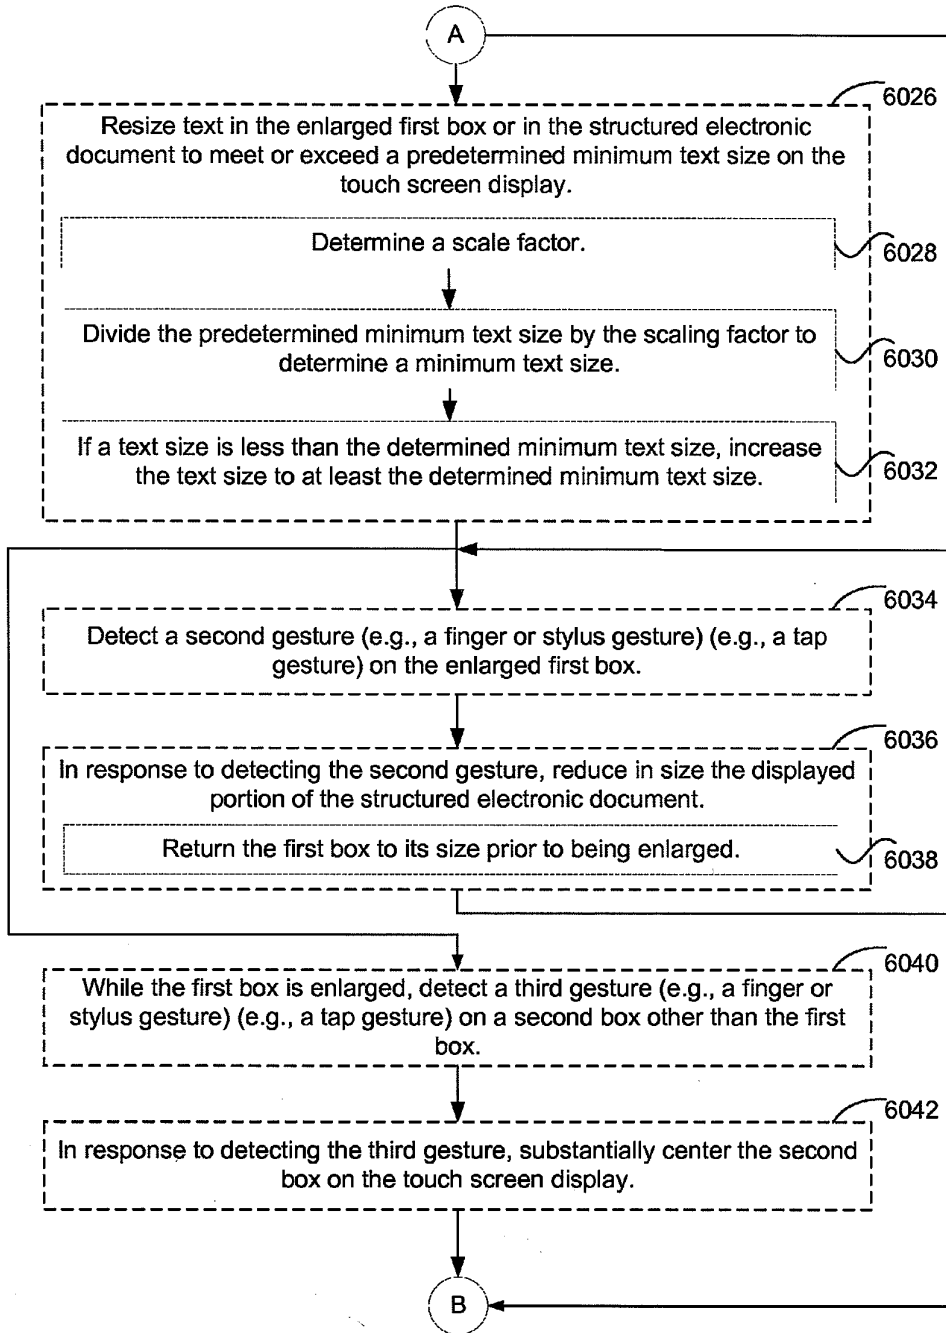 A
6026
Resize text in the enlarged first box or in the structured electronic
document to meet or exceed a predetermined minimum text size on the
touch screen display.
Determine a scale factor.
6028
Divide the predetermined minimum text size by the scaling factor to
determine a minimum text size.
6030
If a text size is less than the determined minimum text size, increase
the text size to at least the determined minimum text size.
6032
6034
Detect a second gesture (e.g., a finger or stylus gesture) (e.g., a tap
gesture) on the enlarged first box.
6036
In response to detecting the second gesture, reduce in size the displayed
portion of the structured electronic document.
Return the first box to its size prior to being enlarged.
6038
6040
While the first box is enlarged, detect a third gesture (e.g., a finger or
stylus gesture) (e.g., a tap gesture) on a second box other than the first
box.
6042
In response to detecting the third gesture, substantially center the second
box on the touch screen display.
B